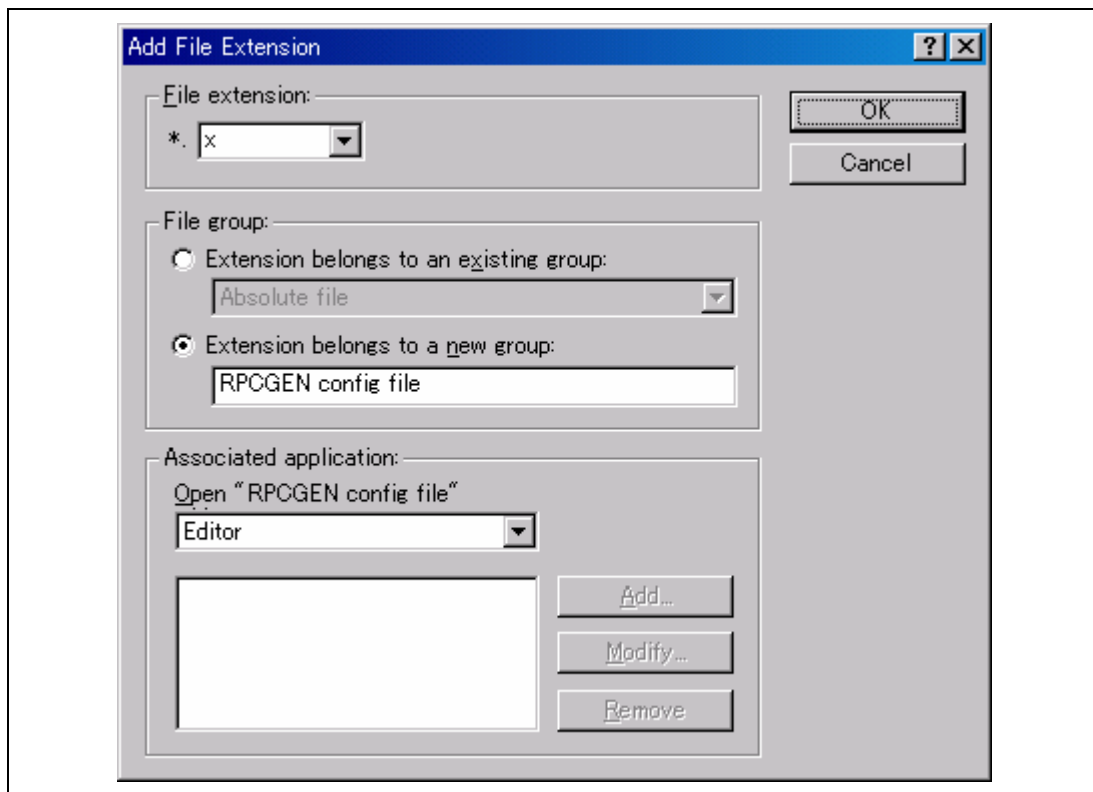 Add File Extension
File extension:
*. x
OK
Cancel
File group:
Extension belongs to an existing group:
Absolute file
Extension belongs to a new group:
RPCGEN config file
Associated application:
Open "RPCGEN config file"
Editor
Add...
Modify...
Remove